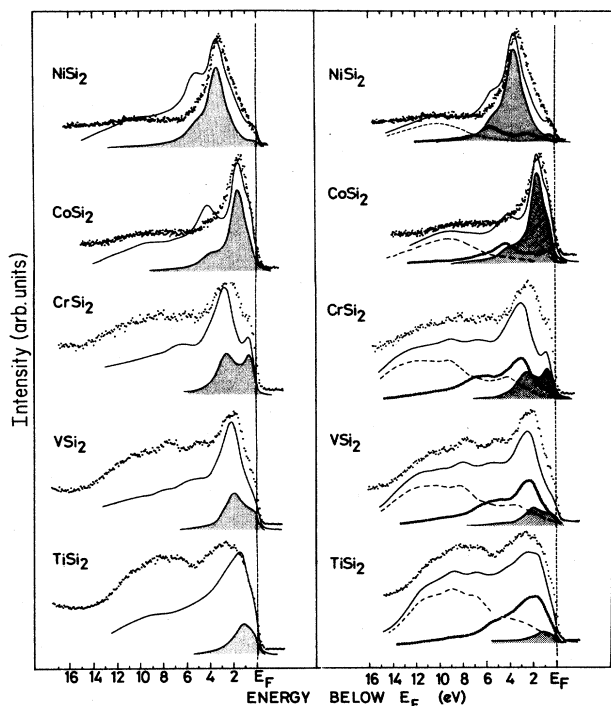 Intensity (arb. units)
NiSi2
CoSi2
CrSi2
VSi2
TiSi2
NiSi2
CoSi2
CrSi2
VSi2
TiSi2
16 14 12 10 8 6 4 2 EF
16 14 12 10 8 6 4 2 EF
ENERGY BELOW EF (eV)